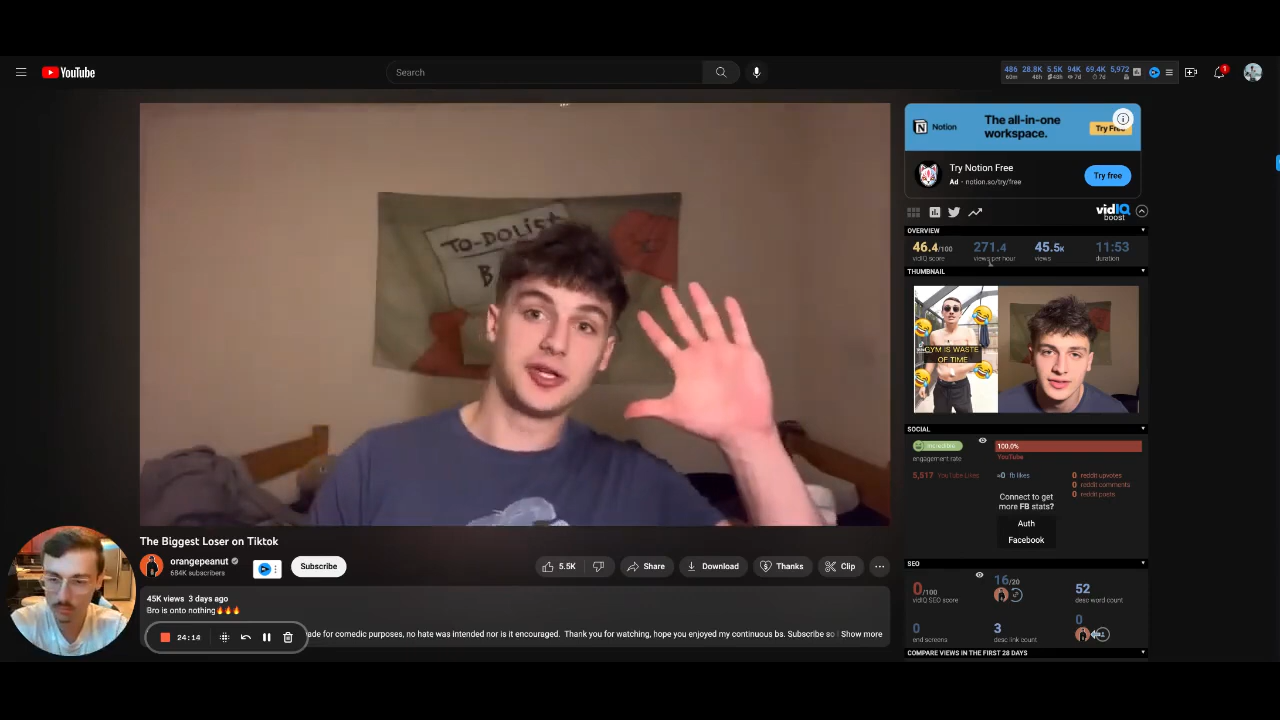 YouTube
Search
486 28.8K 5.5K 94K 69.4K 5,972
60m 48h 48h 7d 7d
1
TO-DOLIST
B
Notion
The all-in-one
workspace.
Try Free
Try Notion Free
Ad · notion.so/try/free
Try free
vidIQ
boost
OVERVIEW
46.4/100 271.4 45.5K 11:53
vidIQ score views per hour views duration
THUMBNAIL
GYM IS WASTE
OF TIME
SOCIAL
100.0%
YouTube
engagement rate
5,517 YouTube Likes
0 fb likes
0 reddit upvotes
0 reddit comments
0 reddit posts
Connect to get
more FB stats?
Auth
Facebook
SEO
0/100 16/20 52
vidIQ SEO score desc word count
0 3 0
end screens desc link count
COMPARE VIEWS IN THE FIRST 28 DAYS
The Biggest Loser on Tiktok
orangepeanut
684K subscribers
Subscribe
5.5K
Share
Download
Thanks
Clip
45K views 3 days ago
Bro is onto nothing🔥🔥🔥
24:14
ade for comedic purposes, no hate was intended nor is it encouraged. Thank you for watching, hope you enjoyed my continuous bs. Subscribe so I Show more